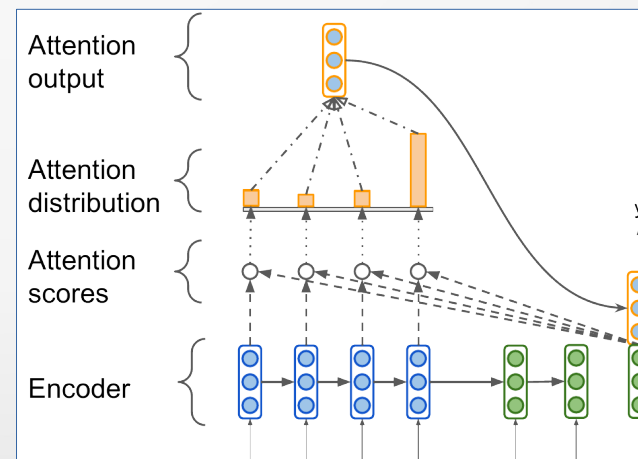 Attention
output
Attention
distribution
Attention
scores
Encoder